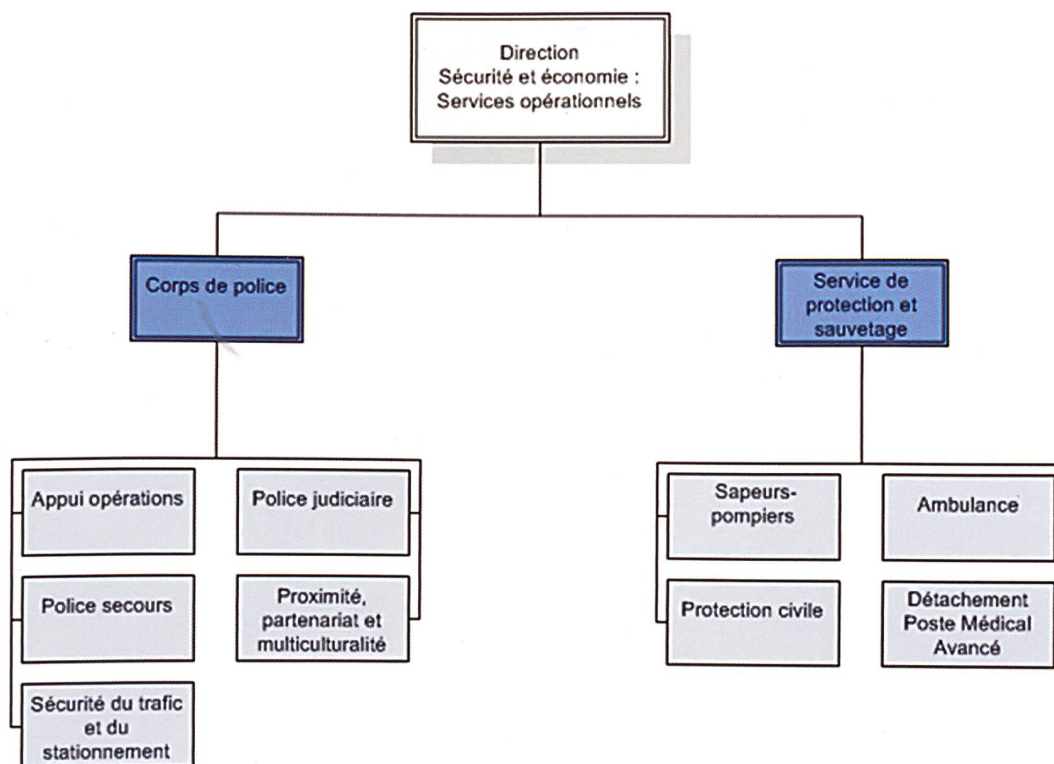 Direction
Sécurité et économie :
Services opérationnels
Corps de police
Service de
protection et
sauvetage
Appui opérations
Police judiciaire
Sapeurs-
pompiers
Ambulance
Police secours
Proximité,
partenariat et
multiculturalité
Protection civile
Détachement
Poste Médical
Avancé
Sécurité du trafic
et du
stationnement